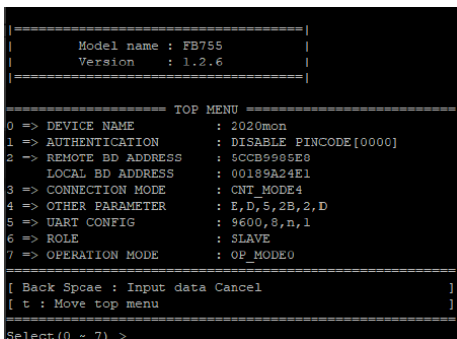 |====================================|
|        Model name : FB755          |
|        Version    : 1.2.6          |
|====================================|
==================== TOP MENU ==========================
0 => DEVICE NAME        : 2020mon
1 => AUTHENTICATION     : DISABLE PINCODE[0000]
2 => REMOTE BD ADDRESS  : 5CCB9985E8
     LOCAL BD ADDRESS   : 00189A24E1
3 => CONNECTION MODE    : CNT_MODE4
4 => OTHER PARAMETER    : E,D,5,2B,2,D
5 => UART CONFIG        : 9600,8,n,1
6 => ROLE               : SLAVE
7 => OPERATION MODE     : OP_MODE0
========================================================
[ Back Spcae : Input data Cancel ]
[ t : Move top menu ]
========================================================
Select(0 ~ 7) >